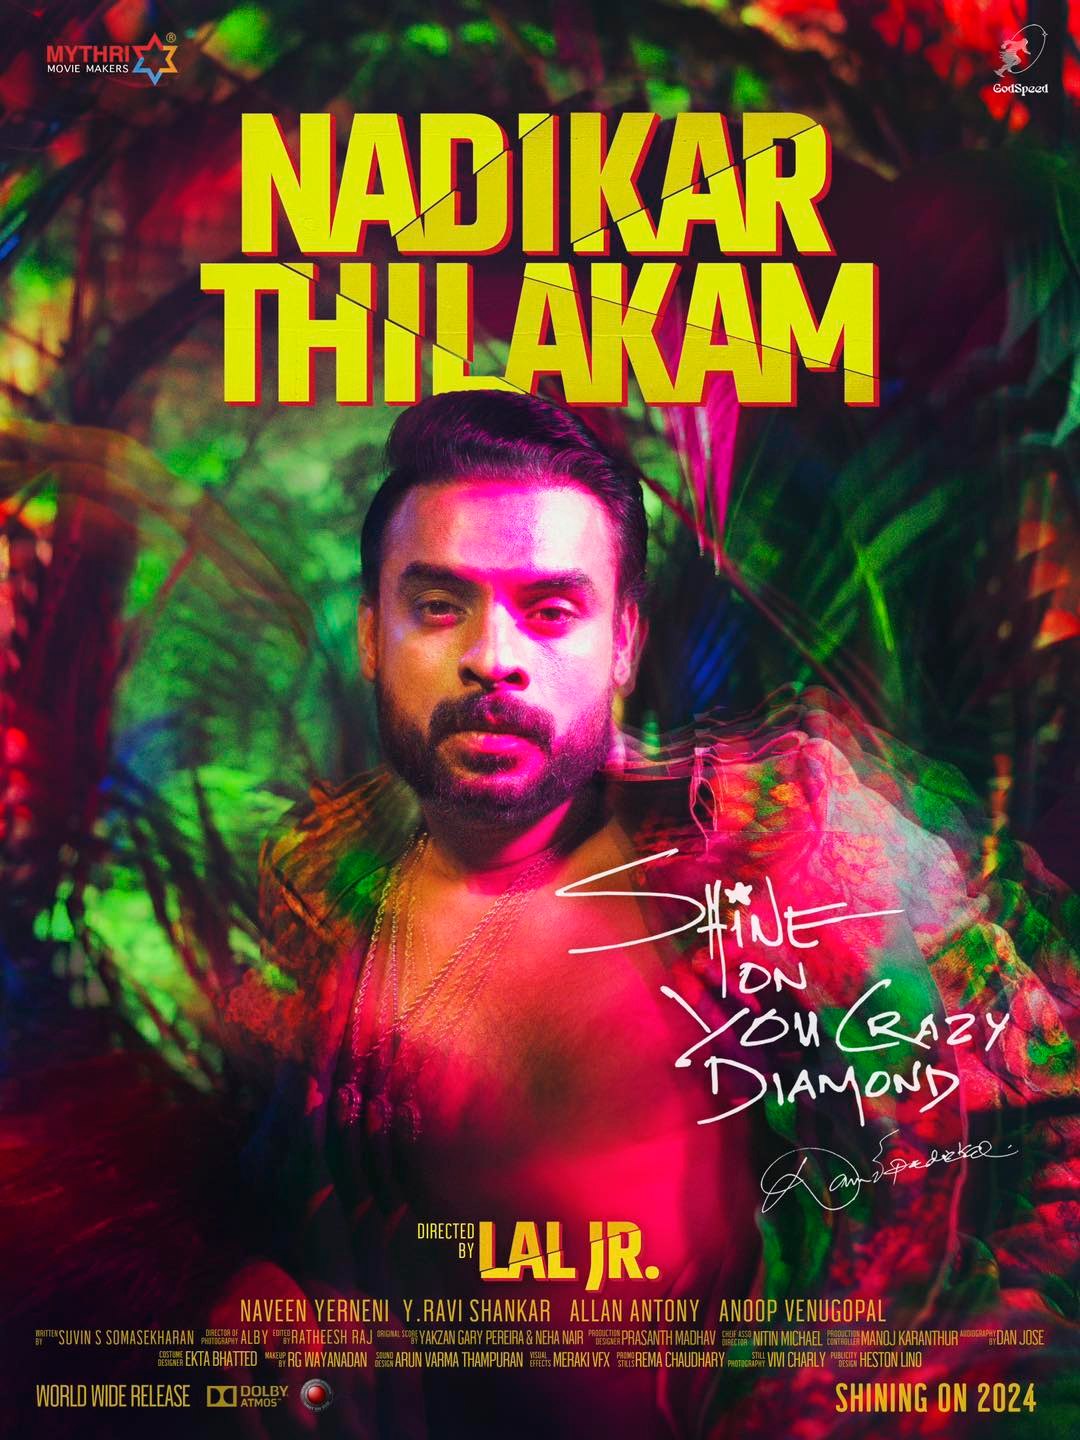 MYTHRI
MOVIE MAKERS
®
GodSpeed
NADIKAR
THILAKAM
SHINE
ON
YOU CRAZY
DIAMOND
DIRECTED
BY
LAL JR.
NAVEEN YERNENI Y.RAVI SHANKAR ALLAN ANTONY ANOOP VENUGOPAL
WRITTEN BY SUVIN S SOMASEKHARAN DIRECTOR OF PHOTOGRAPHY ALBY EDITED BY RATHEESH RAJ ORIGINAL SCORE BY YAKZAN GARY PEREIRA & NEHA NAIR PRODUCTION DESIGNER PRASANTH MADHAV CHEIF ASSO DIRECTOR NITIN MICHAEL PRODUCTION CONTROLLER MANOJ KARANTHUR AUDIOGRAPHY BY DAN JOSE
COSTUME DESIGNER EKTA BHATTED MAKEUP BY RG WAYANADAN SOUND DESIGN ARUN VARMA THAMPURAN VISUAL EFFECTS MERAKI VFX PROMO STILLS REMA CHAUDHARY STILL PHOTOGRAPHY VIVI CHARLY PUBLICITY DESIGN HESTON LINO
WORLD WIDE RELEASE DOLBY ATMOS SHINING ON 2024